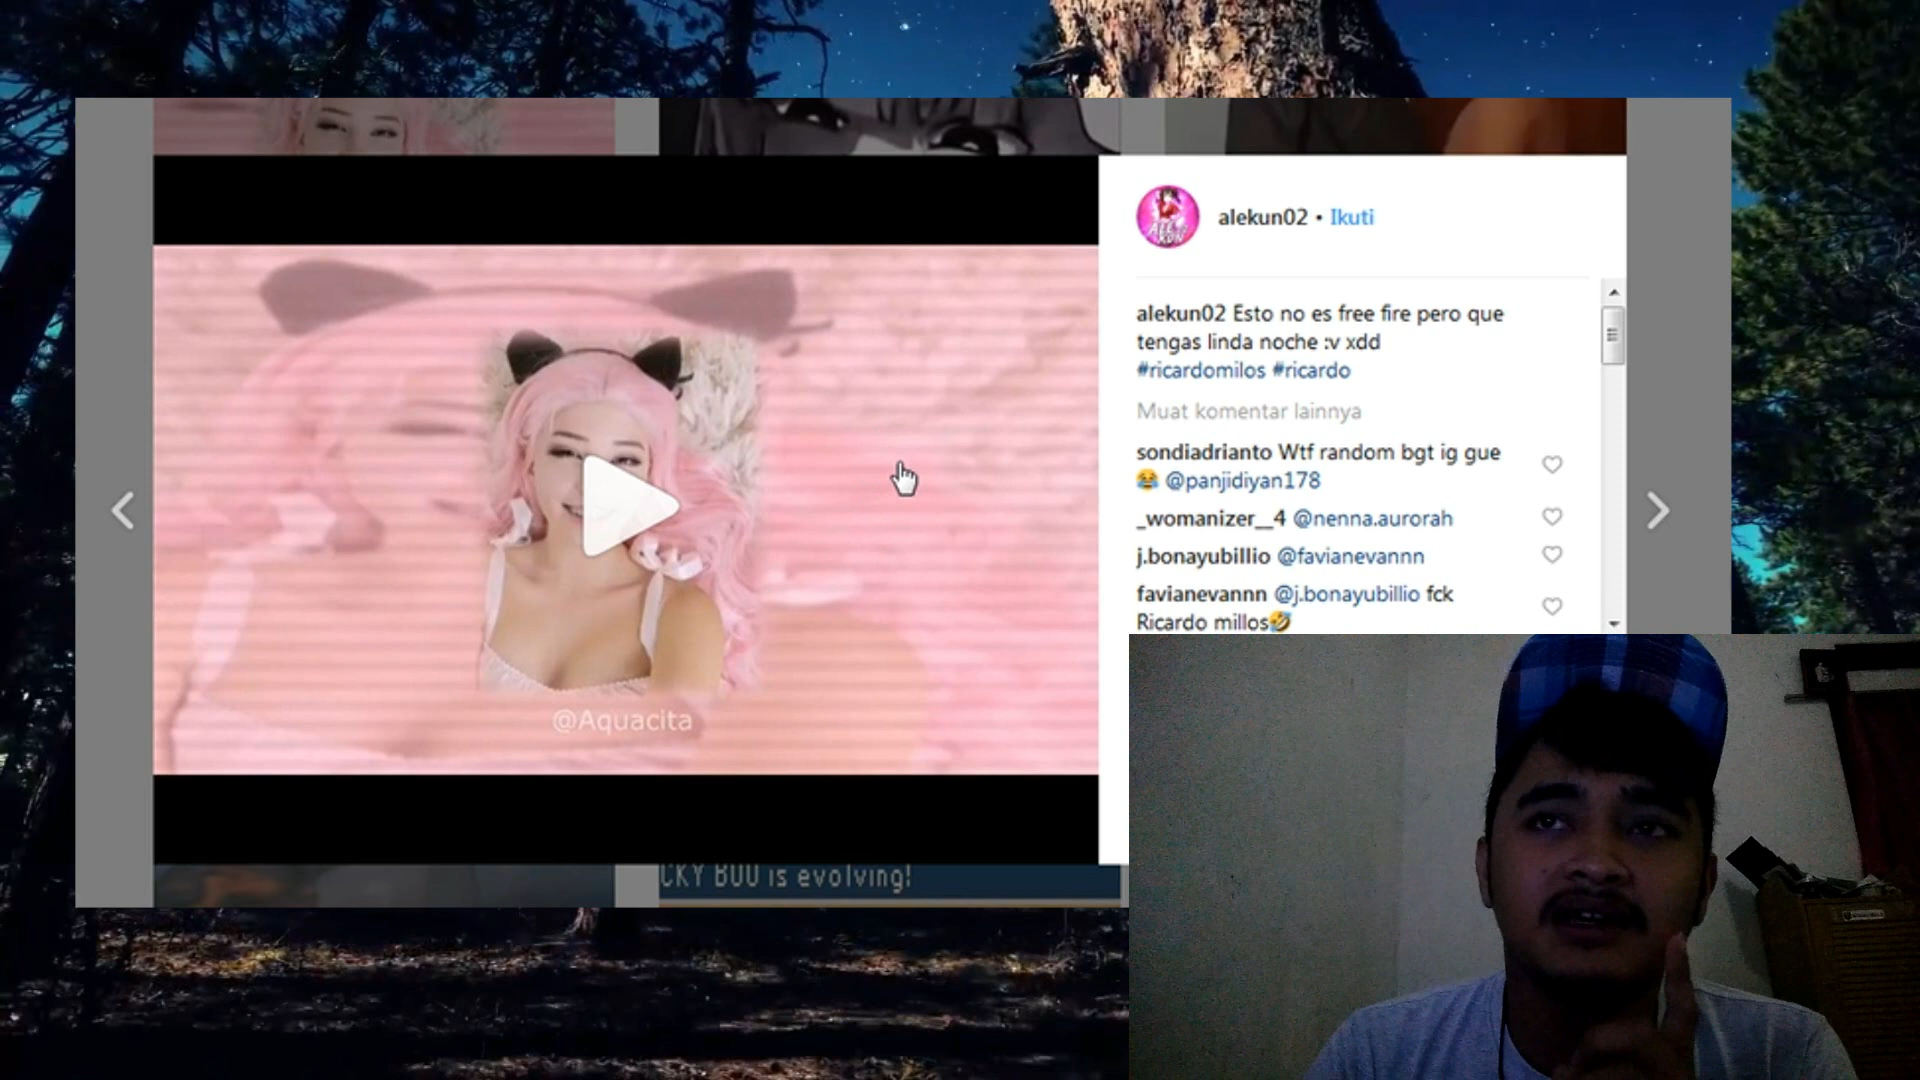 alekun02 • Ikuti
alekun02 Esto no es free fire pero que
tengas linda noche :v xdd
#ricardomilos #ricardo
Muat komentar lainnya
sondiadrianto Wtf random bgt ig gue
😂 @panjidiyan178
_womanizer__4 @nenna.aurorah
j.bonayubillio @favianevannn
favianevannn @j.bonayubillio fck
Ricardo millos🤣
@Aquacita
CKY BUU is evolving!